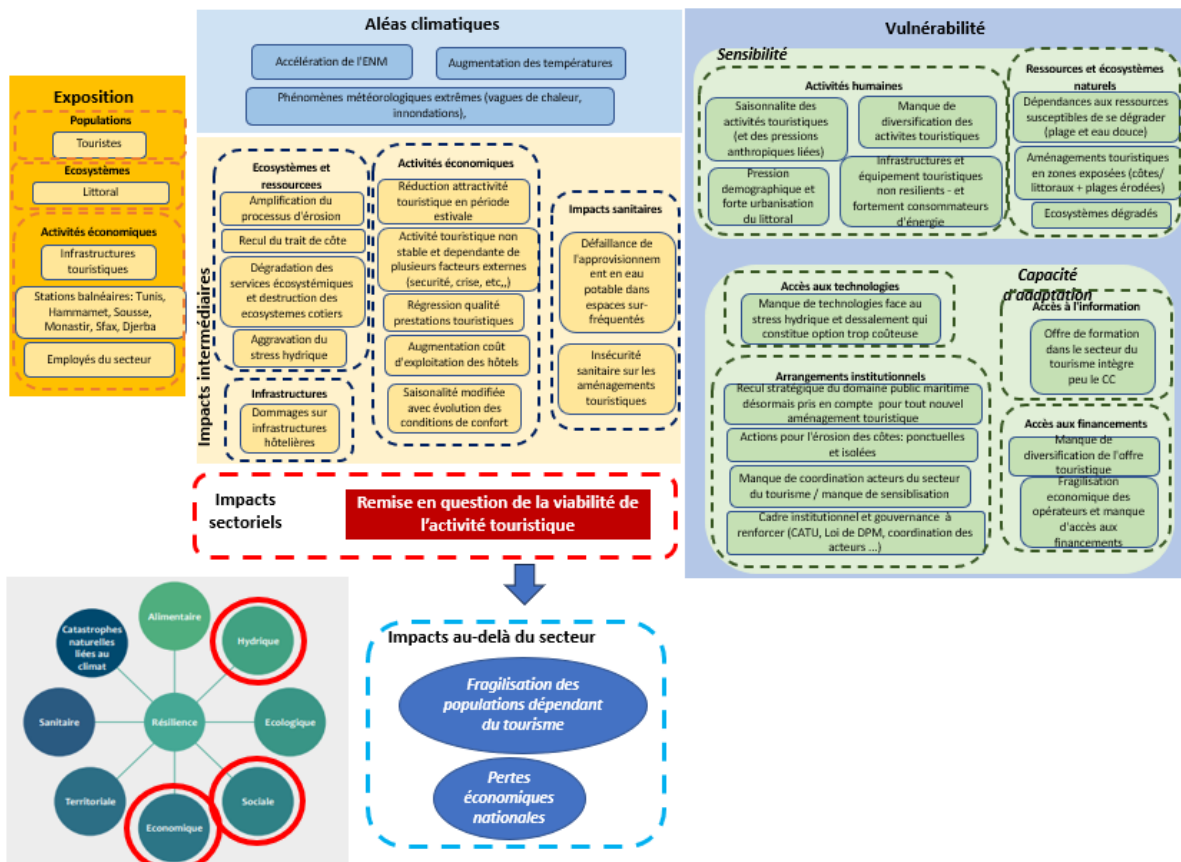 Aléas climatiques
Accélération de l'ENM
Augmentation des températures
Phénomènes météorologiques extrêmes (vagues de chaleur,
innondations),
Exposition
Populations
Touristes
Ecosystèmes
Littoral
Activités économiques
Infrastructures
touristiques
Stations balnéaires: Tunis,
Hammamet, Sousse,
Monastir, Sfax, Djerba
Employés du secteur
Impacts intermédiaires
Ecosystèmes et
ressourcees
Amplification du
processus d'érosion
Recul du trait de côte
Dégradation des
services écosystémiques
et destruction des
ecosystemes cotiers
Aggravation du
stress hydrique
Infrastructures
Dommages sur
infrastructures
hôtelières
Activités économiques
Réduction attractivité
touristique en période
estivale
Activité touristique non
stable et dependante de
plusieurs facteurs externes
(securité, crise, etc,,)
Régression qualité
prestations touristiques
Augmentation coût
d'exploitation des hôtels
Saisonalité modifiée
avec évolution des
conditions de confort
Impacts sanitaires
Défaillance de
l'approvisionnem
ent en eau
potable dans
espaces sur-
fréquentés
Insécurité
sanitaire sur les
aménagements
touristiques
Vulnérabilité
Sensibilité
Activités humaines
Saisonnalite des
activités touristiques
(et des pressions
anthropiques liées)
Manque de
diversification des
activites touristiques
Pression
demographique et
forte urbanisation
du littoral
Infrastructures et
équipement touristiques
non resilients - et
fortement consommateurs
d'énergie
Ressources et écosystèmes
naturels
Dépendances aux ressources
susceptibles de se dégrader
(plage et eau douce)
Aménagements touristiques
en zones exposées (côtes/
littoraux + plages érodées)
Ecosystèmes dégradés
Capacité
d'adaptation
Accès aux technologies
Manque de technologies face au
stress hydrique et dessalement qui
constitue option trop coûteuse
Accès à l'information
Offre de formation
dans le secteur du
tourisme intègre
peu le CC
Arrangements institutionnels
Recul stratégique du domaine public maritime
désormais pris en compte pour tout nouvel
aménagement touristique
Actions pour l'érosion des côtes: ponctuelles
et isolées
Manque de coordination acteurs du secteur
du tourisme / manque de sensiblisation
Cadre institutionnel et gouvernance à
renforcer (CATU, Loi de DPM, coordination des
acteurs ...)
Accès aux financements
Manque de
diversification de l'offre
touristique
Fragilisation
economique des
opérateurs et manque
d'accès aux
financements
Impacts
sectoriels
Remise en question de la viabilité de
l'activité touristique
Impacts au-delà du secteur
Fragilisation des
populations dépendant
du tourisme
Pertes
économiques
nationales
Alimentaire
Hydrique
Ecologique
Sociale
Economique
Territoriale
Sanitaire
Catastrophes
naturelles
liées au
climat
Résilience